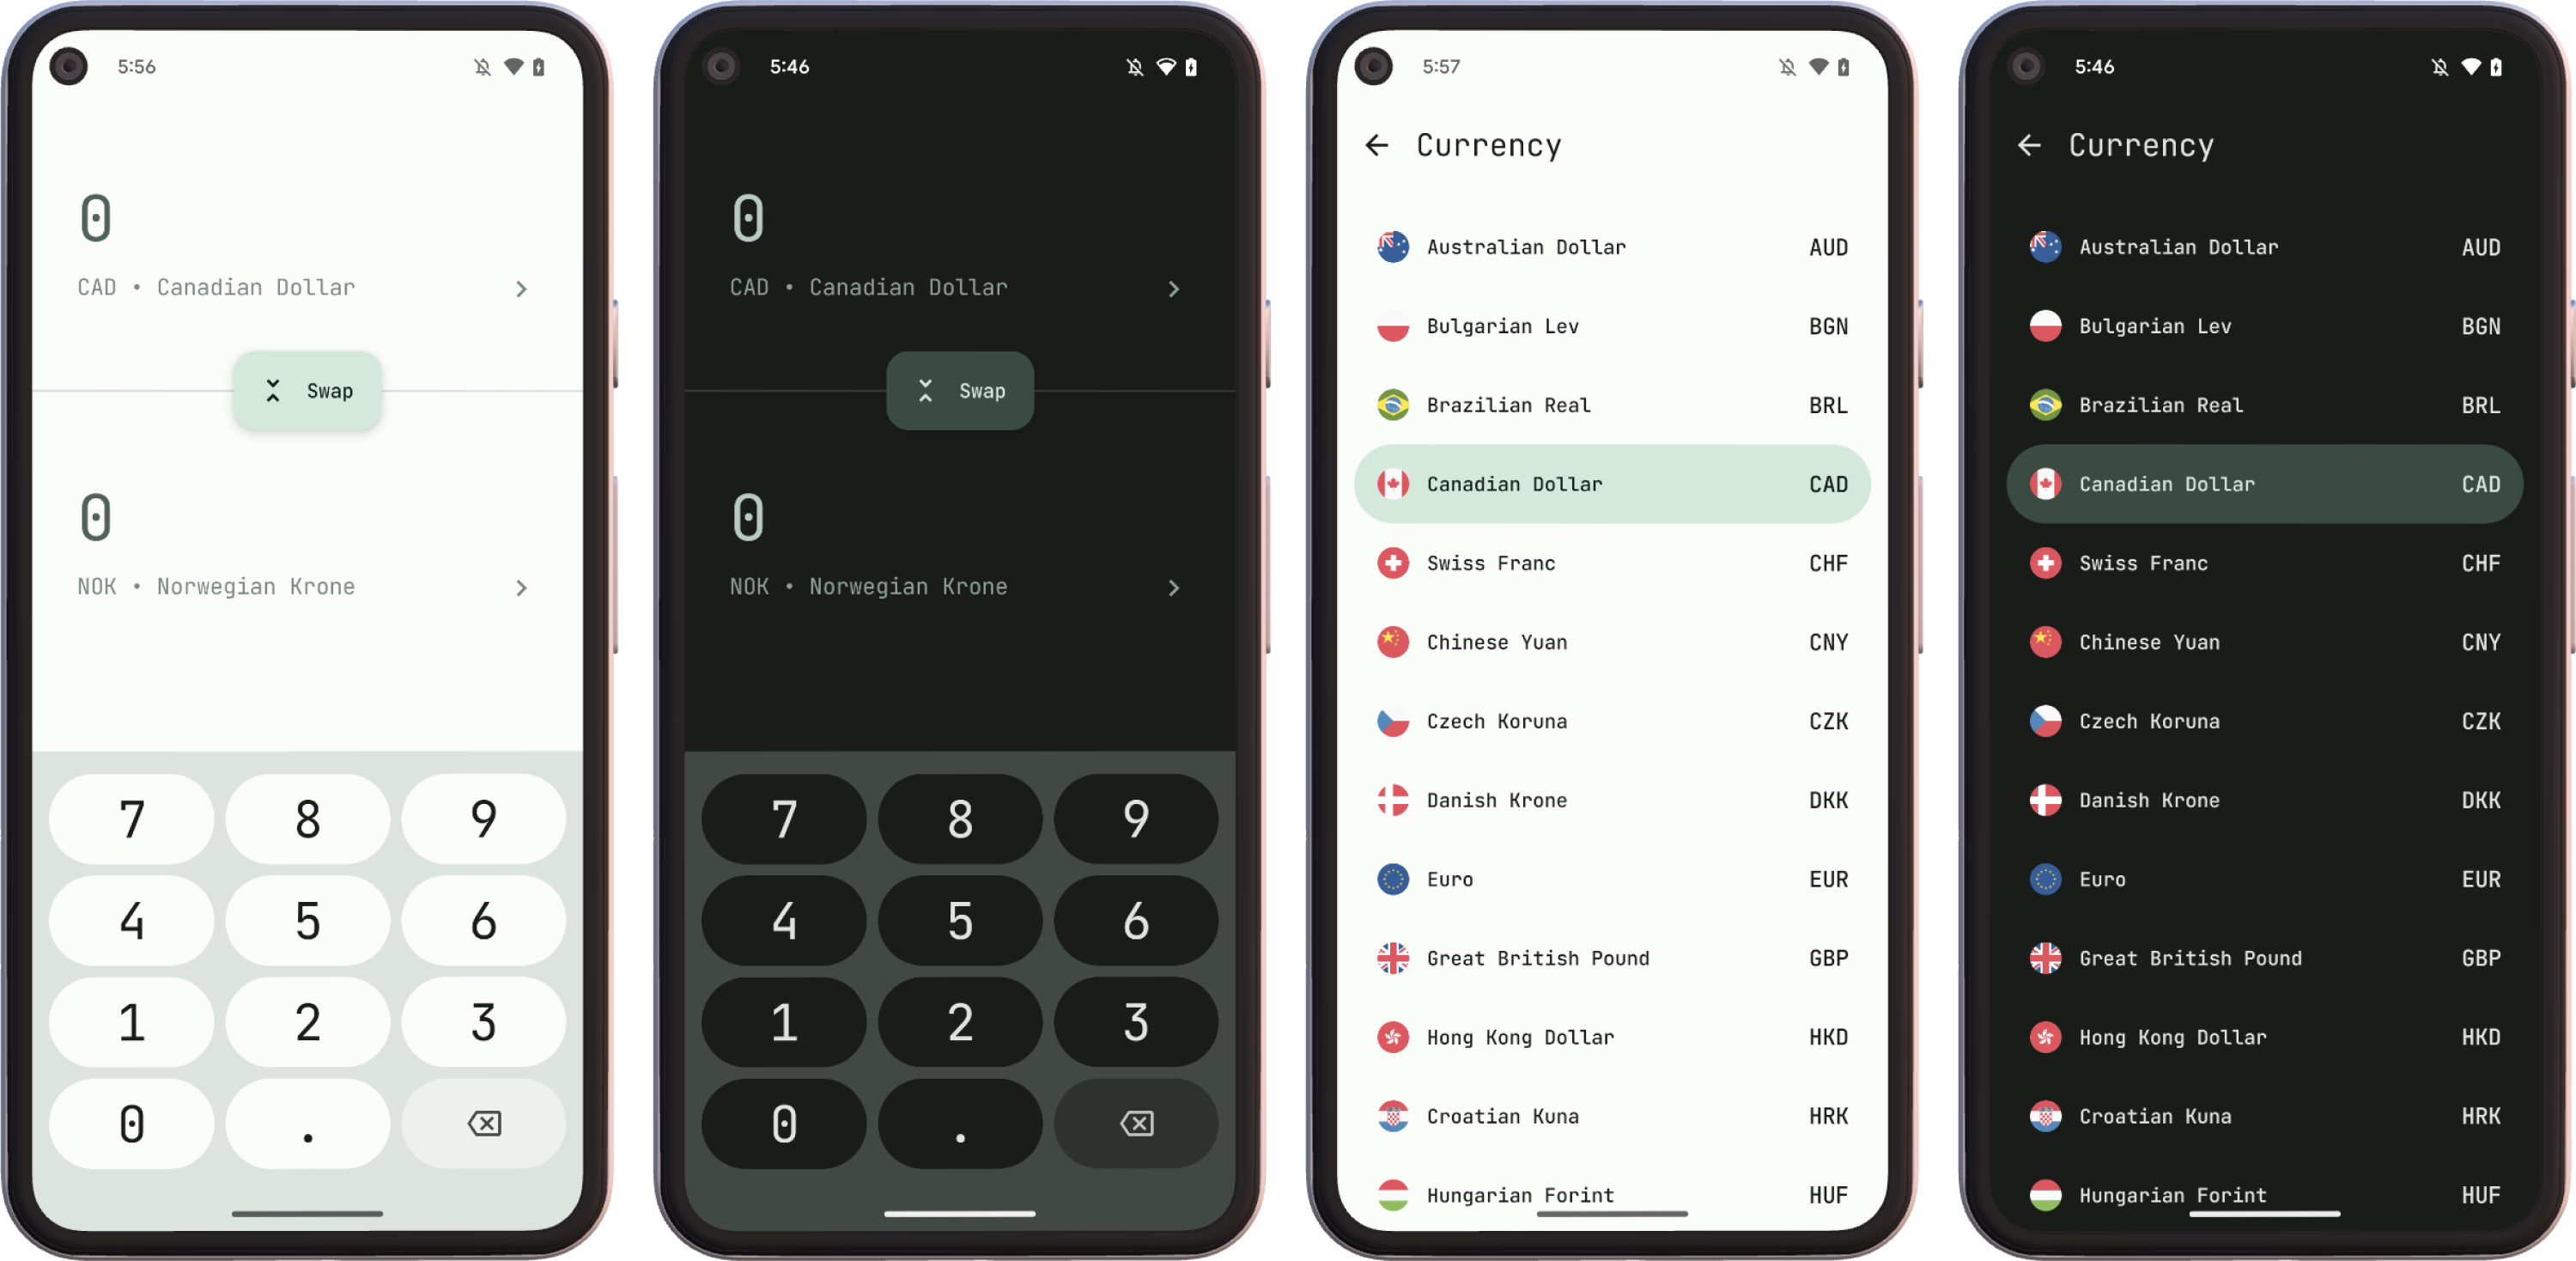 5:56
0
CAD • Canadian Dollar
Swap
0
NOK • Norwegian Krone
7 8 9
4 5 6
1 2 3
0 .
5:46
0
CAD • Canadian Dollar
Swap
0
NOK • Norwegian Krone
7 8 9
4 5 6
1 2 3
0 .
5:57
Currency
Australian Dollar AUD
Bulgarian Lev BGN
Brazilian Real BRL
Canadian Dollar CAD
Swiss Franc CHF
Chinese Yuan CNY
Czech Koruna CZK
Danish Krone DKK
Euro EUR
Great British Pound GBP
Hong Kong Dollar HKD
Croatian Kuna HRK
Hungarian Forint HUF
5:46
Currency
Australian Dollar AUD
Bulgarian Lev BGN
Brazilian Real BRL
Canadian Dollar CAD
Swiss Franc CHF
Chinese Yuan CNY
Czech Koruna CZK
Danish Krone DKK
Euro EUR
Great British Pound GBP
Hong Kong Dollar HKD
Croatian Kuna HRK
Hungarian Forint HUF